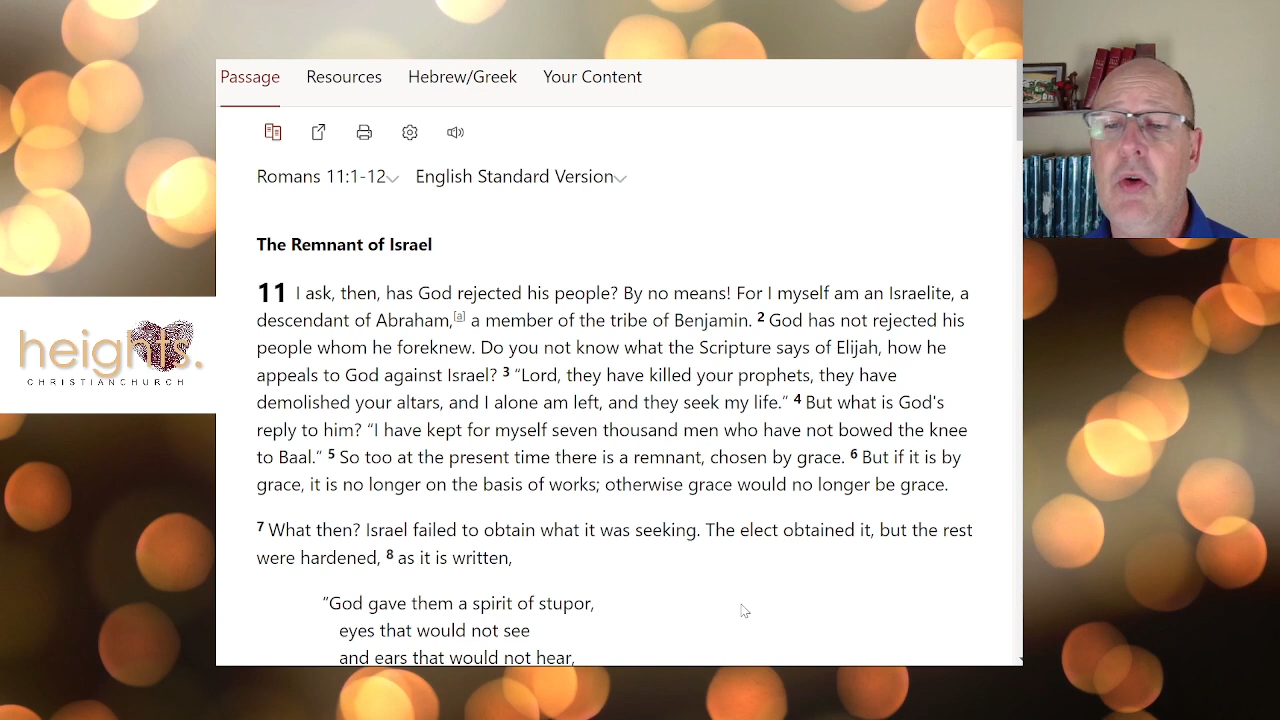 Passage Resources Hebrew/Greek Your Content
Romans 11:1-12 English Standard Version
The Remnant of Israel
11 I ask, then, has God rejected his people? By no means! For I myself am an Israelite, a
descendant of Abraham,[a] a member of the tribe of Benjamin. 2 God has not rejected his
people whom he foreknew. Do you not know what the Scripture says of Elijah, how he
appeals to God against Israel? 3 “Lord, they have killed your prophets, they have
demolished your altars, and I alone am left, and they seek my life.” 4 But what is God's
reply to him? “I have kept for myself seven thousand men who have not bowed the knee
to Baal.” 5 So too at the present time there is a remnant, chosen by grace. 6 But if it is by
grace, it is no longer on the basis of works; otherwise grace would no longer be grace.
7 What then? Israel failed to obtain what it was seeking. The elect obtained it, but the rest
were hardened, 8 as it is written,
“God gave them a spirit of stupor,
eyes that would not see
and ears that would not hear,
heights.
CHRISTIANCHURCH